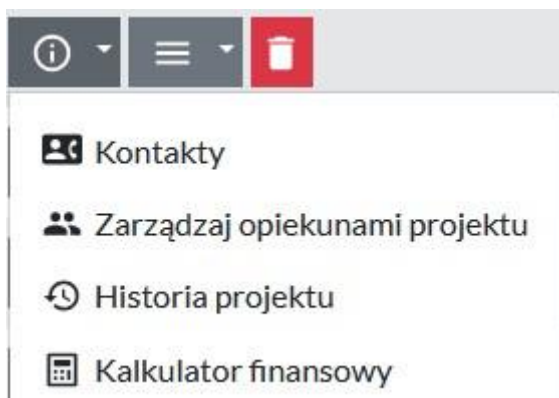 Kontakty
Zarządzaj opiekunami projektu
Historia projektu
Kalkulator finansowy